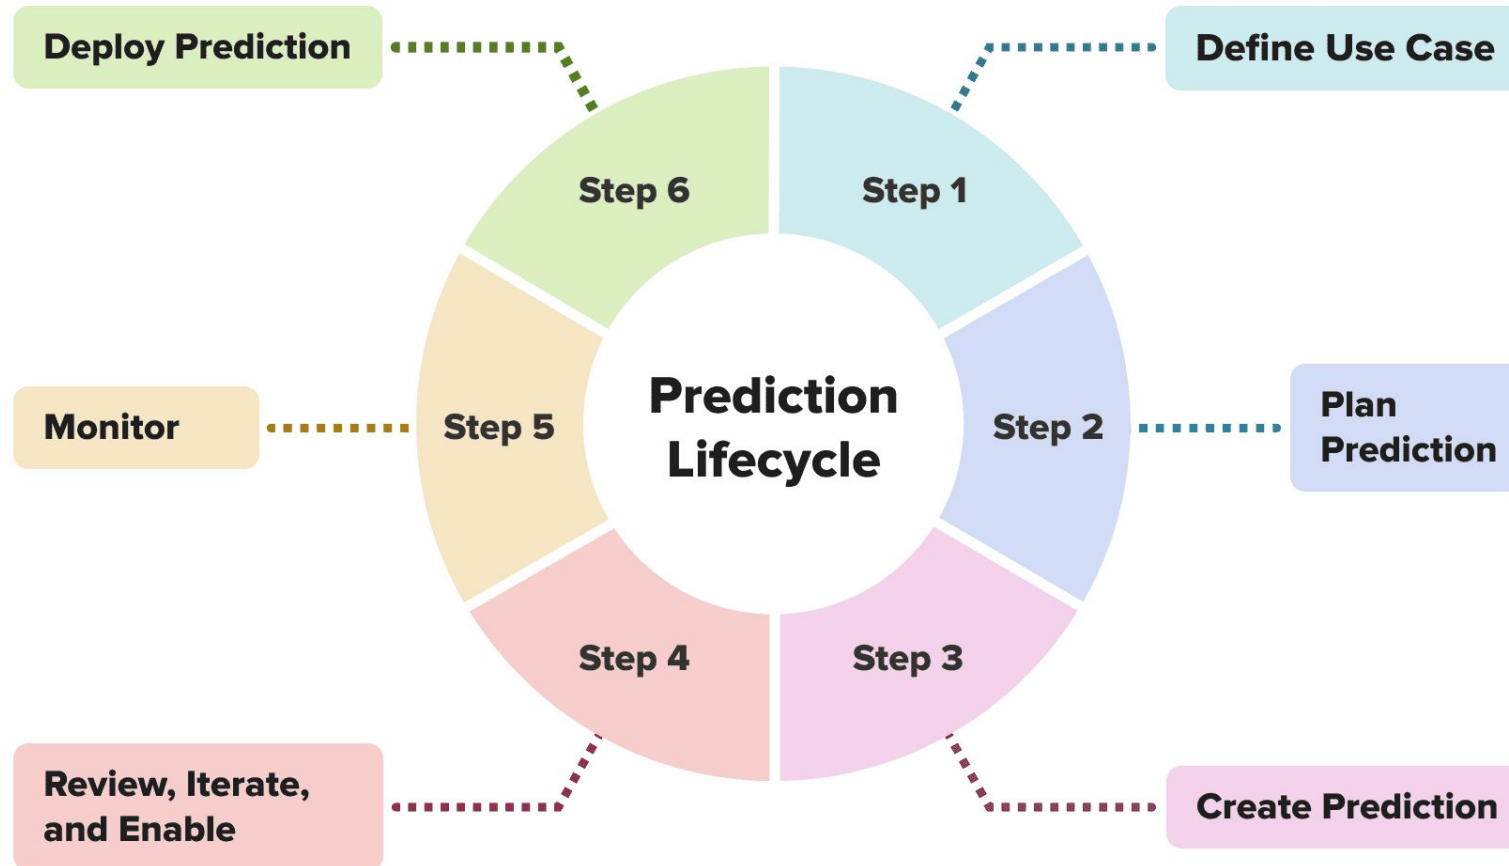 Deploy Prediction
Define Use Case
Step 6
Step 1
Prediction
Lifecycle
Monitor
Step 5
Step 2
Plan
Prediction
Step 4
Step 3
Review, Iterate,
and Enable
Create Prediction